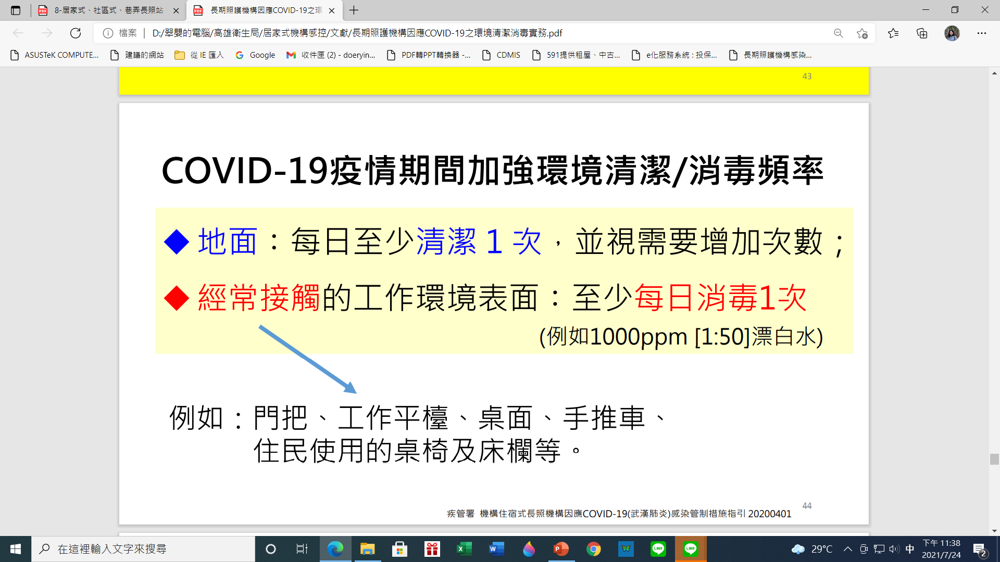 8-居家式、社區式、巷弄長照站
長期照護機構因應COVID-19之環
檔案
D:/翠嬰的電腦/高雄衛生局/居家式機構感控/文獻/長期照護機構因應COVID-19之環境清潔消毒實務.pdf
ASUSTeK COMPUTE... 建議的網站 從 IE 匯入 Google 收件匣 (2) - doeryin... PDF轉PPT轉換器 -... CDMIS 591提供租屋、中古... e化服務系統 : 投保... 長期照護機構感染...
43
COVID-19疫情期間加強環境清潔/消毒頻率
◆ 地面：每日至少清潔 1 次，並視需要增加次數；
◆ 經常接觸的工作環境表面：至少每日消毒1次
(例如1000ppm [1:50]漂白水)
例如：門把、工作平檯、桌面、手推車、
住民使用的桌椅及床欄等。
44
疾管署 機構住宿式長照機構因應COVID-19(武漢肺炎)感染管制措施指引 20200401
在這裡輸入文字來搜尋
29°C
中
下午 11:38
2021/7/24
2